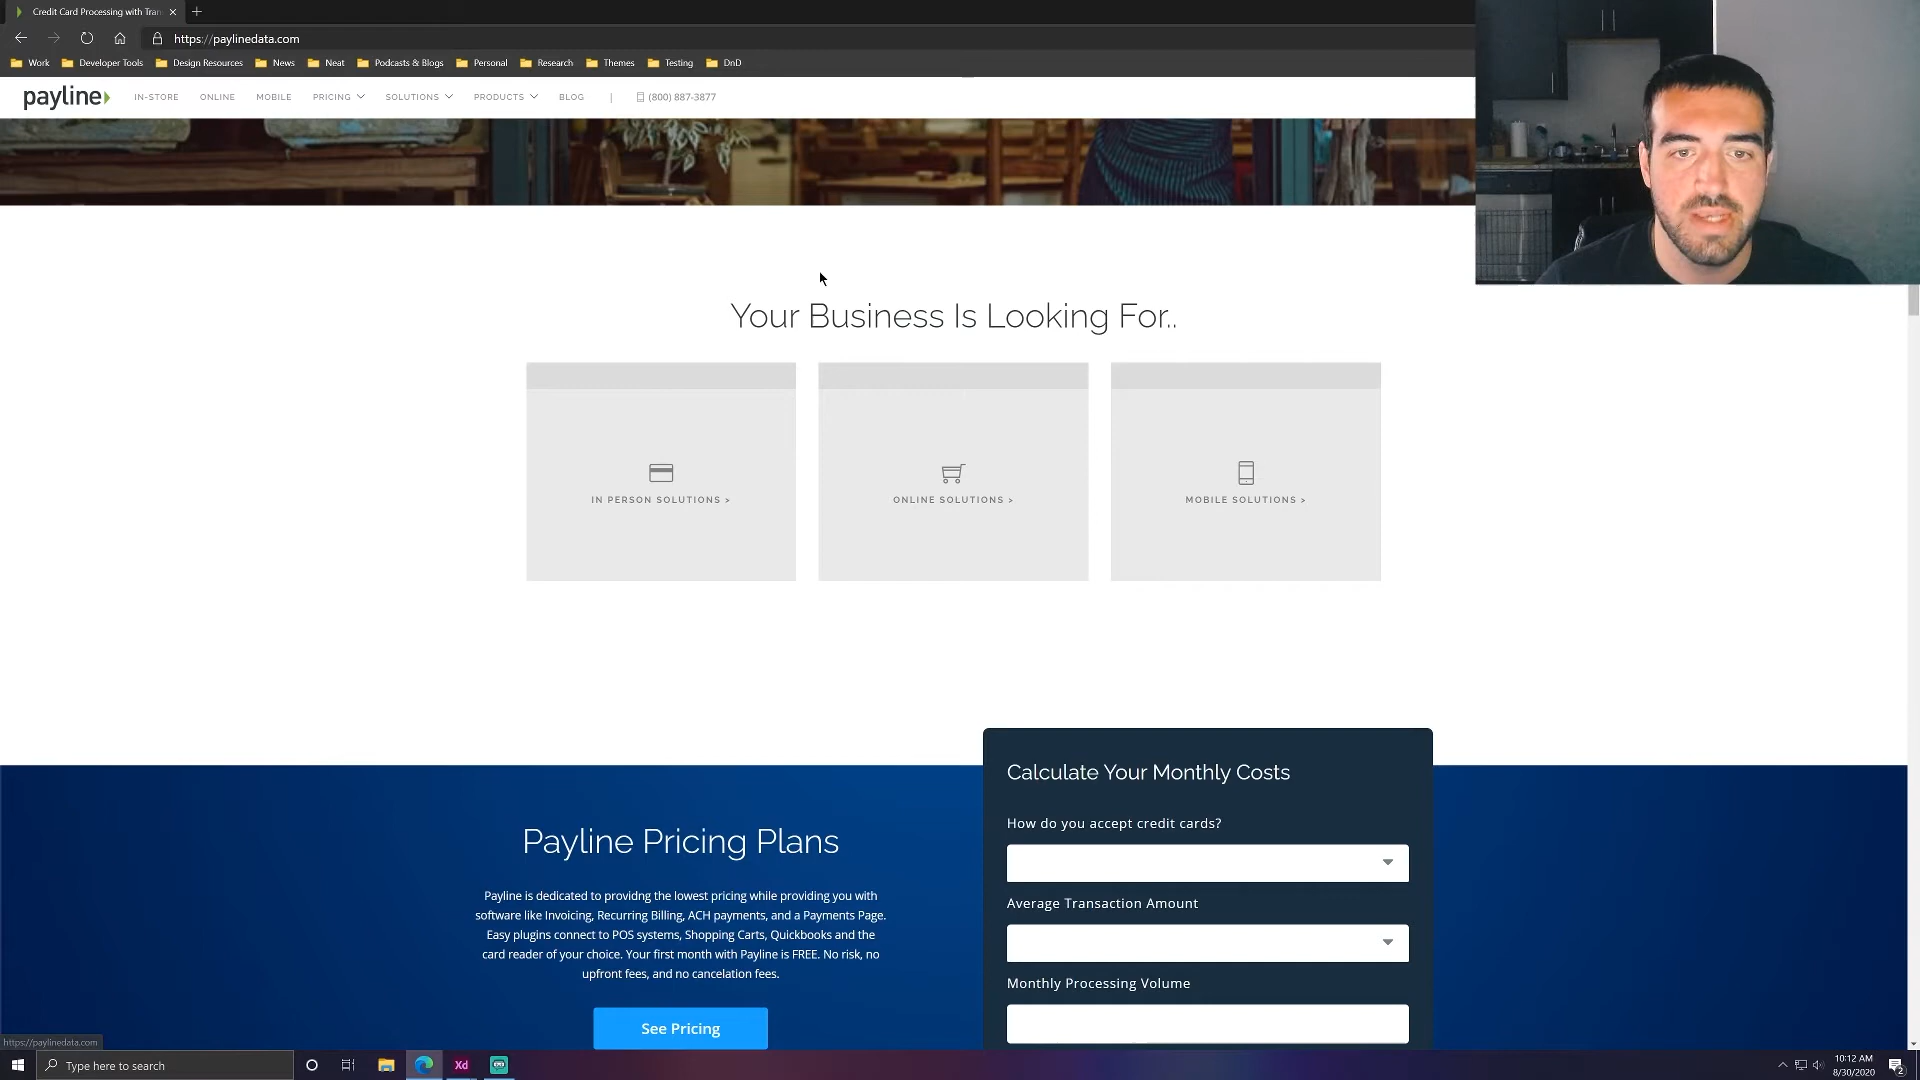 Credit Card Processing with Tran
https://paylinedata.com
Work Developer Tools Design Resources News Neat Podcasts & Blogs Personal Research Themes Testing DnD
payline IN-STORE ONLINE MOBILE PRICING SOLUTIONS PRODUCTS BLOG | (800) 887-3877
Your Business Is Looking For..
IN PERSON SOLUTIONS > ONLINE SOLUTIONS > MOBILE SOLUTIONS >
Calculate Your Monthly Costs
How do you accept credit cards?
Average Transaction Amount
Monthly Processing Volume
Payline Pricing Plans
Payline is dedicated to providng the lowest pricing while providing you with
software like Invoicing, Recurring Billing, ACH payments, and a Payments Page.
Easy plugins connect to POS systems, Shopping Carts, Quickbooks and the
card reader of your choice. Your first month with Payline is FREE. No risk, no
upfront fees, and no cancelation fees.
See Pricing
https://paylinedata.com
Type here to search
Xd
10:12 AM
8/30/2020
2